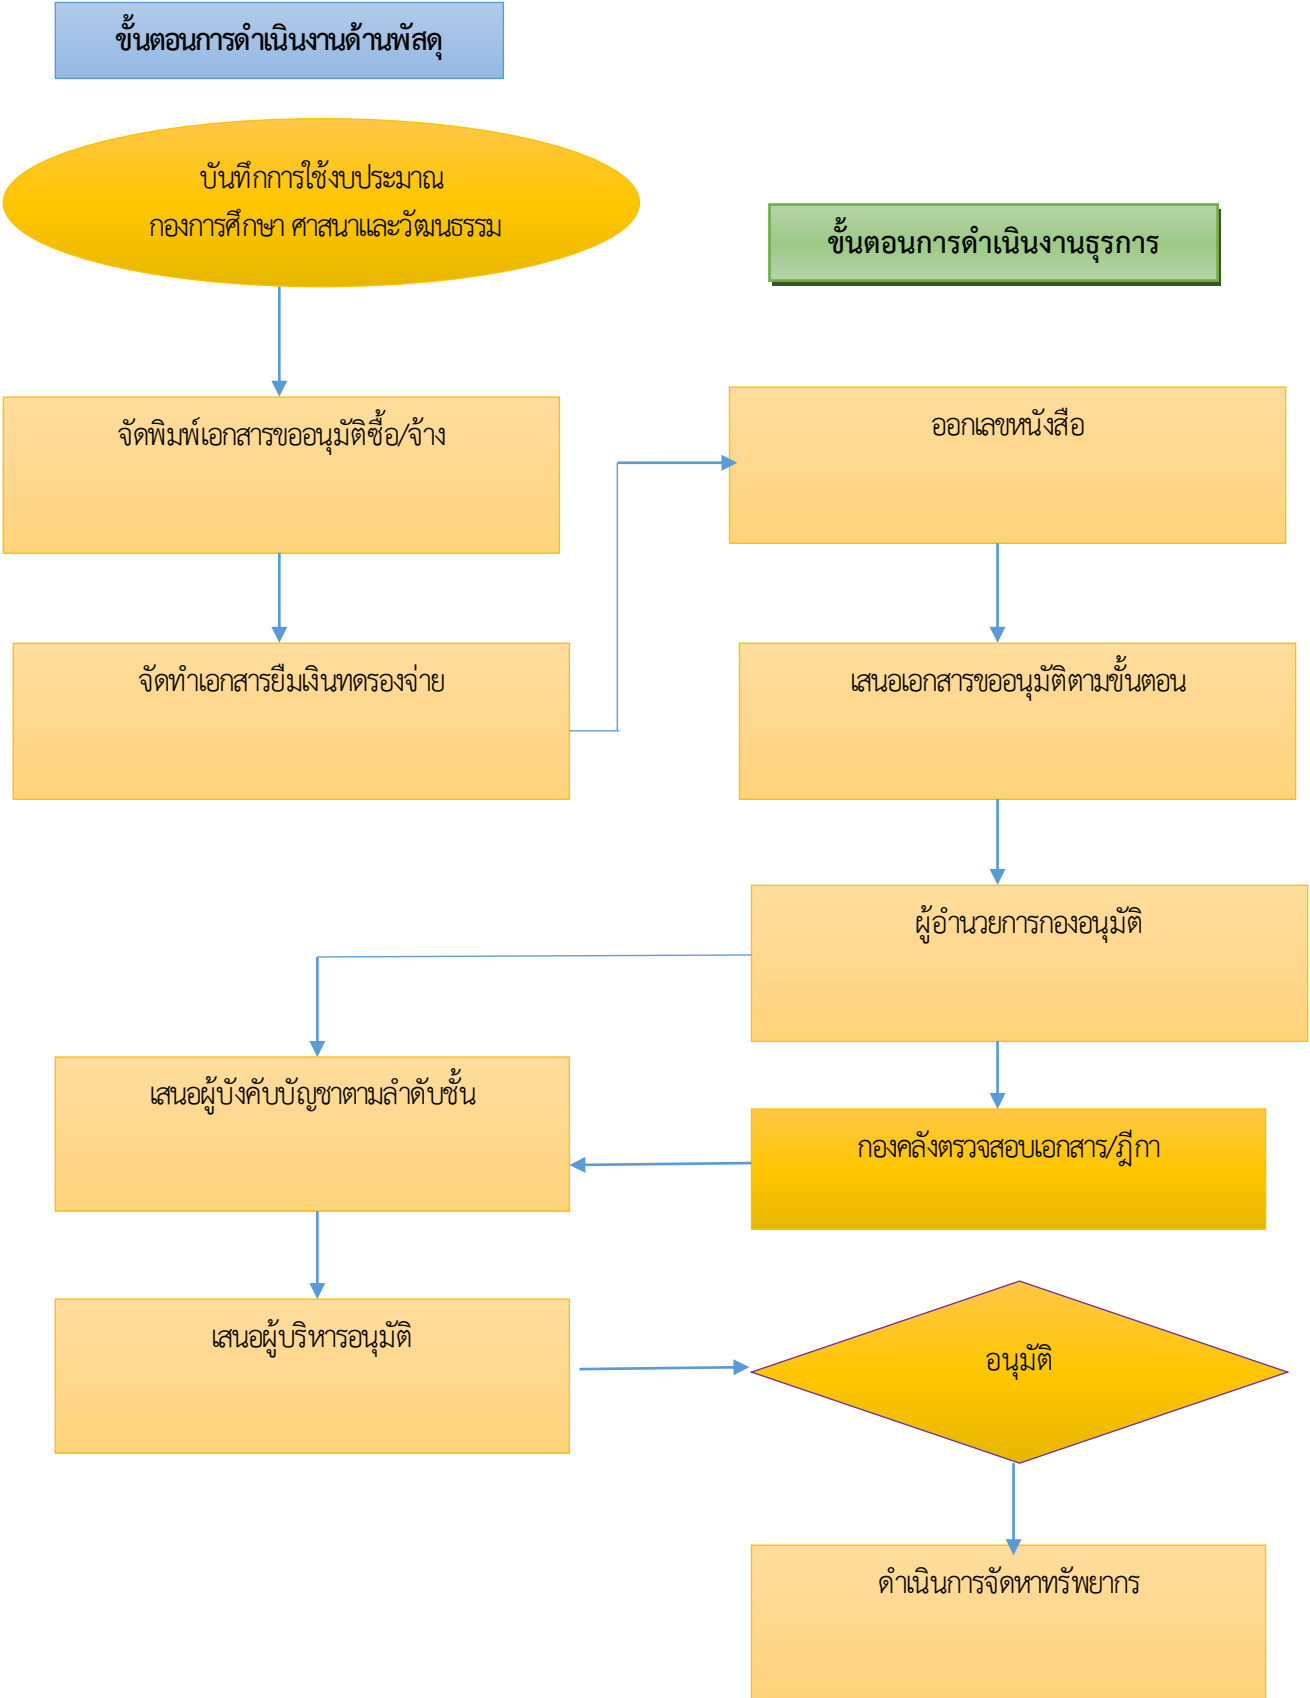 ขั้นตอนการดำเนินงานด้านพัสดุ
บันทึกการใช้งบประมาณ
กองการศึกษา ศาสนาและวัฒนธรรม
ขั้นตอนการดำเนินงานธุรการ
จัดพิมพ์เอกสารขออนุมัติซื้อ/จ้าง
ออกเลขหนังสือ
จัดทำเอกสารยืมเงินทดรองจ่าย
เสนอเอกสารขออนุมัติตามขั้นตอน
ผู้อำนวยการกองอนุมัติ
เสนอผู้บังคับบัญชาตามลำดับชั้น
กองคลังตรวจสอบเอกสาร/ฎีกา
เสนอผู้บริหารอนุมัติ
อนุมัติ
ดำเนินการจัดหาทรัพยากร